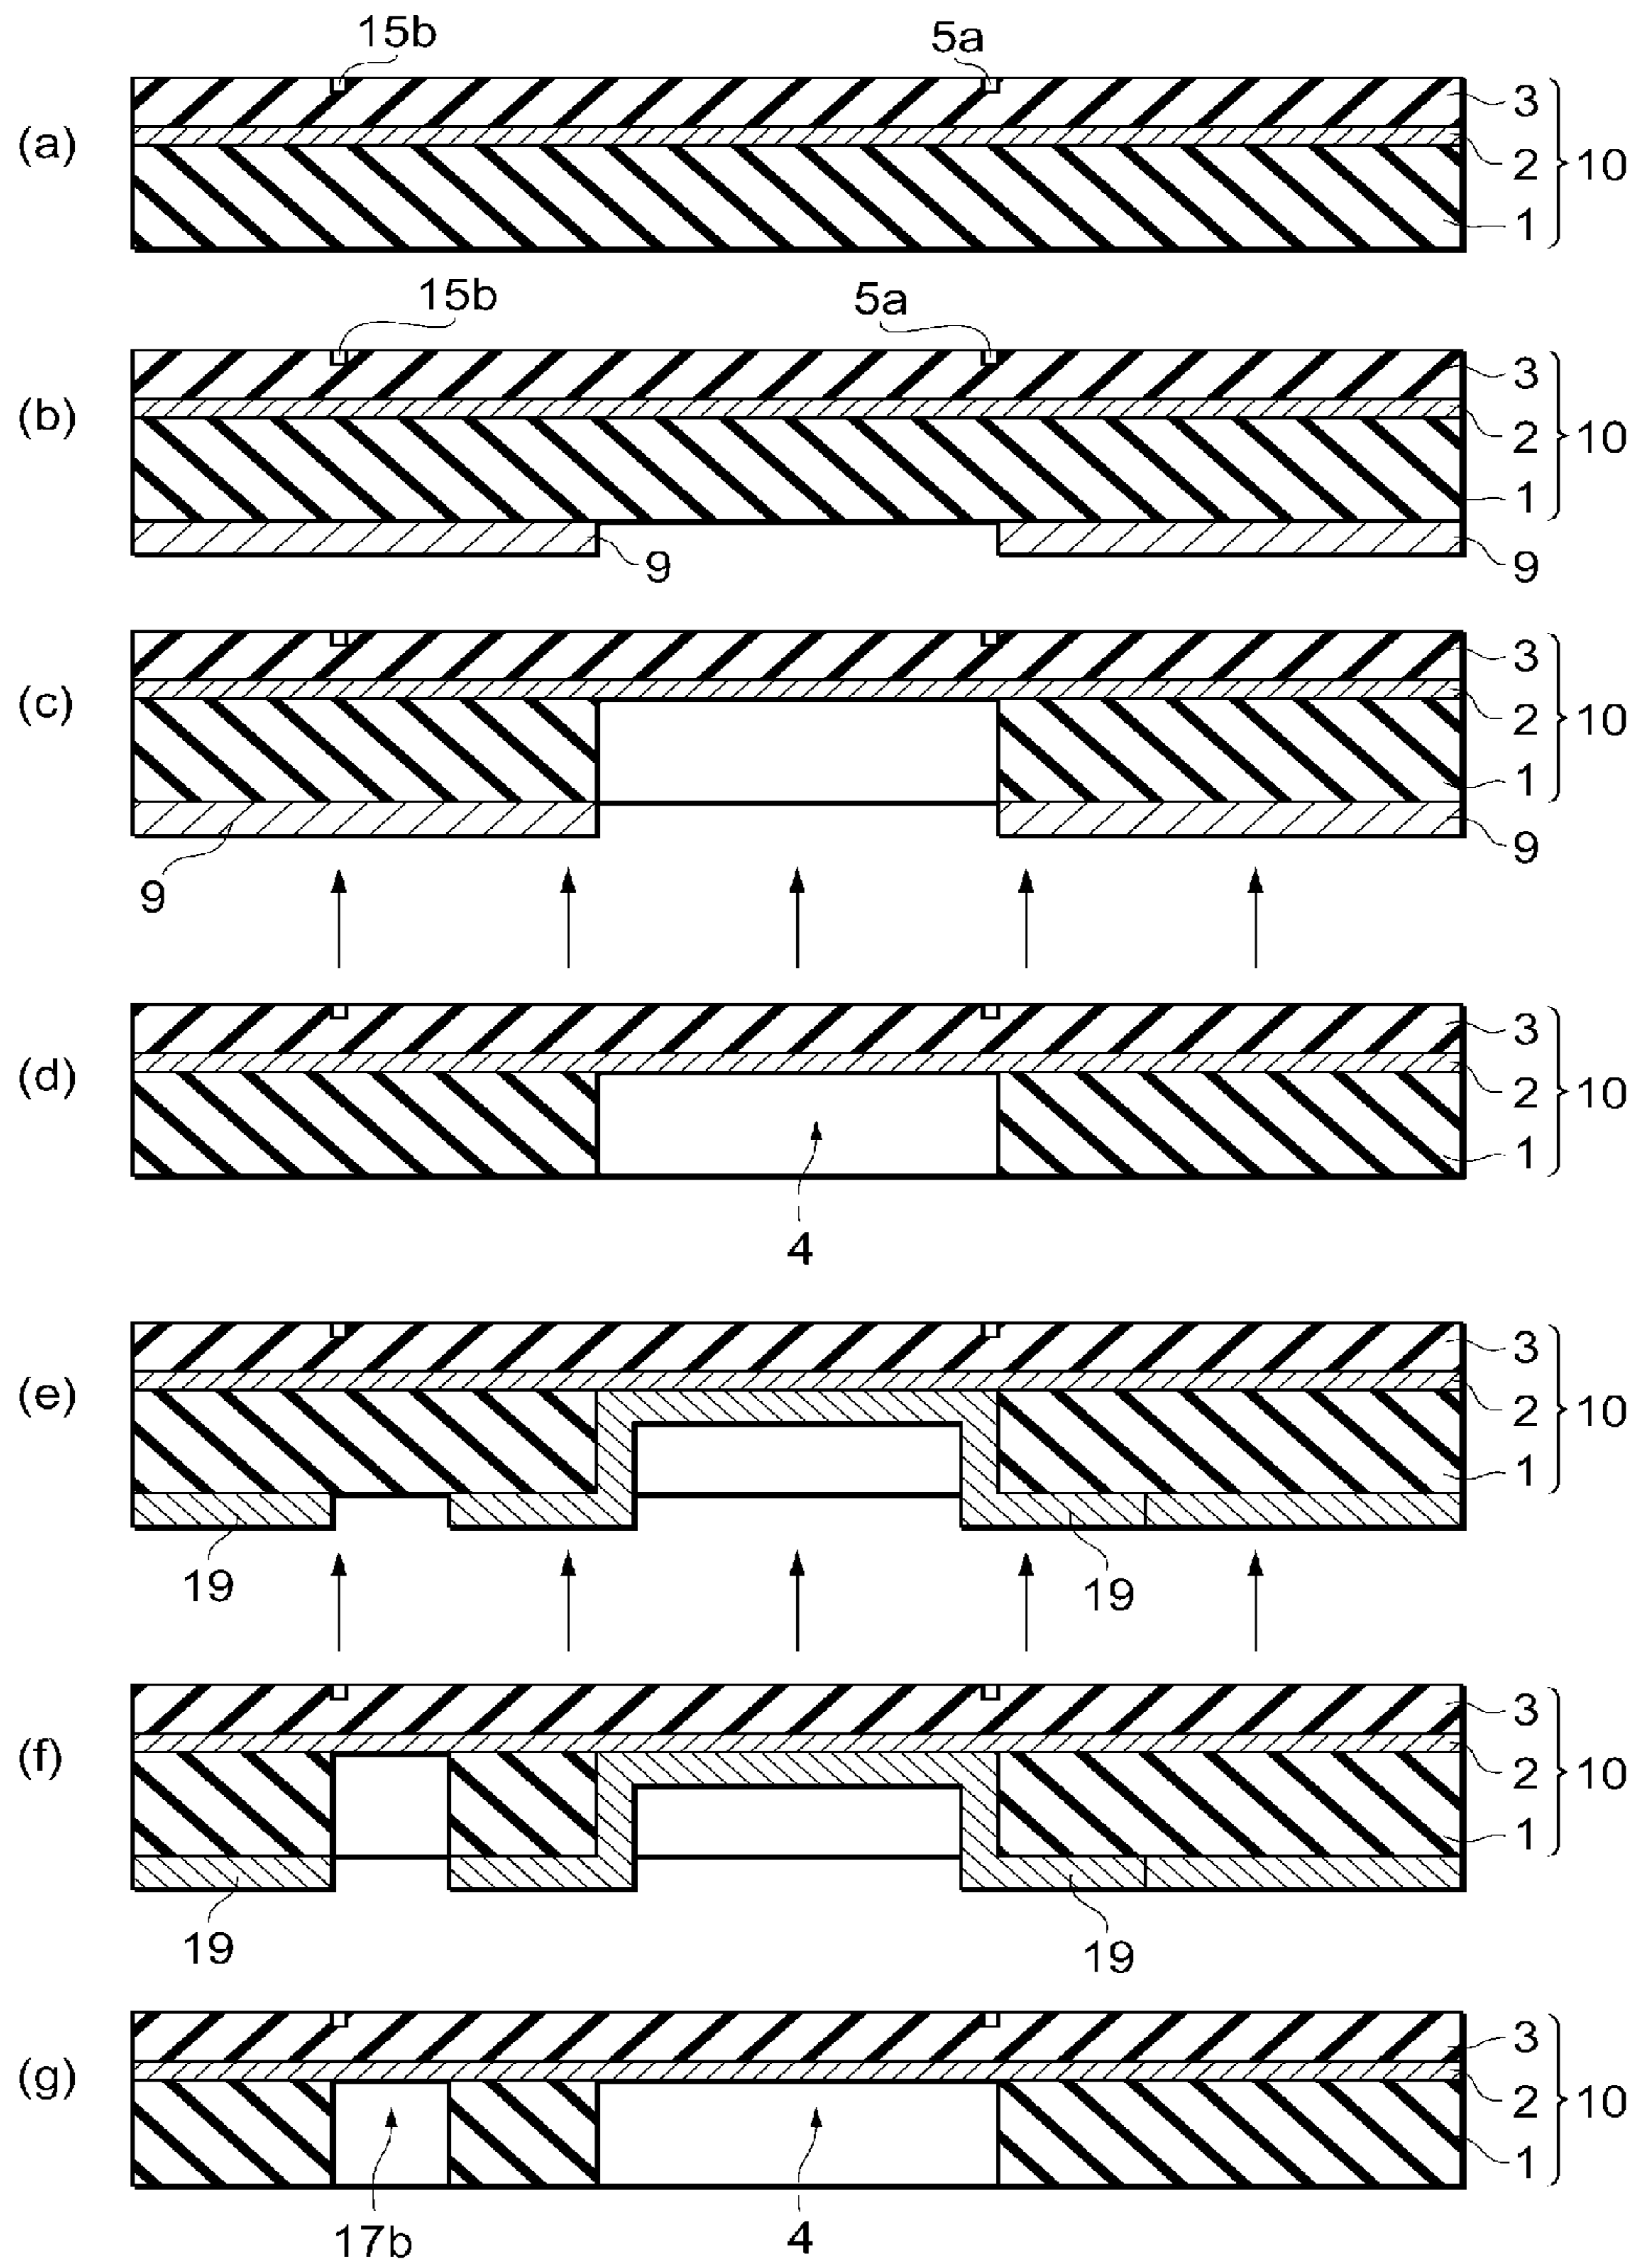 15b 5a
(a) 3 2 1 10
15b 5a
(b) 3 2 1 10
9 9
(c) 3 2 1 10
9 9
(d) 3 2 1 10
4
(e) 3 2 1 10
19 19
(f) 3 2 1 10
19 19
(g) 3 2 1 10
17b 4